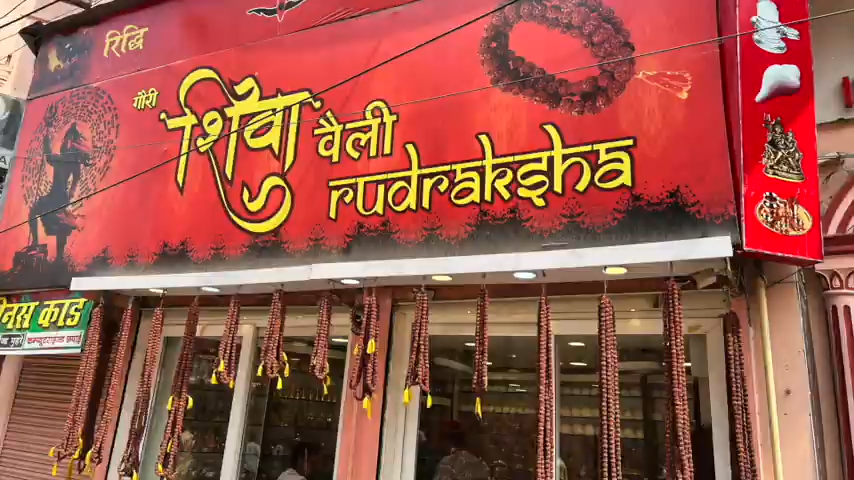 रिद्धि
गौरी
शिवा वैली
rudraksha
कार्ड